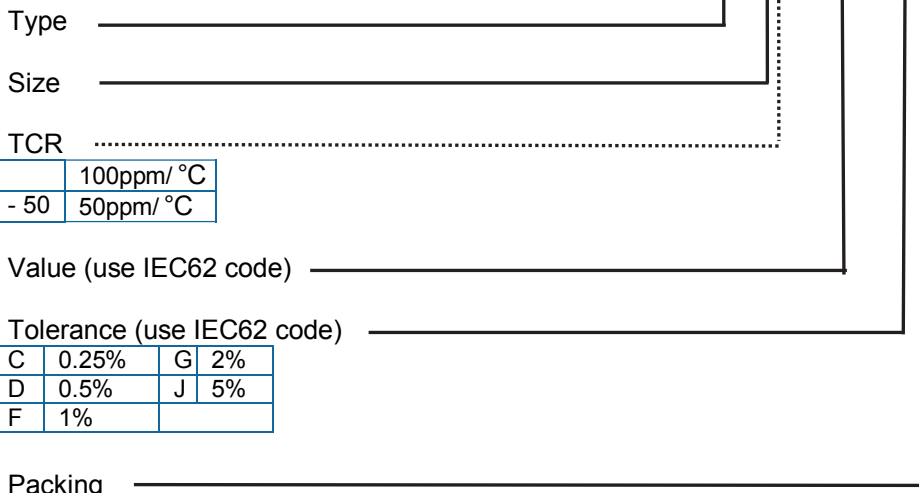 Type
Size
TCR
100ppm/ °C
- 50 50ppm/ °C
Value (use IEC62 code)
Tolerance (use IEC62 code)
C 0.25% G 2%
D 0.5% J 5%
F 1%
Packing